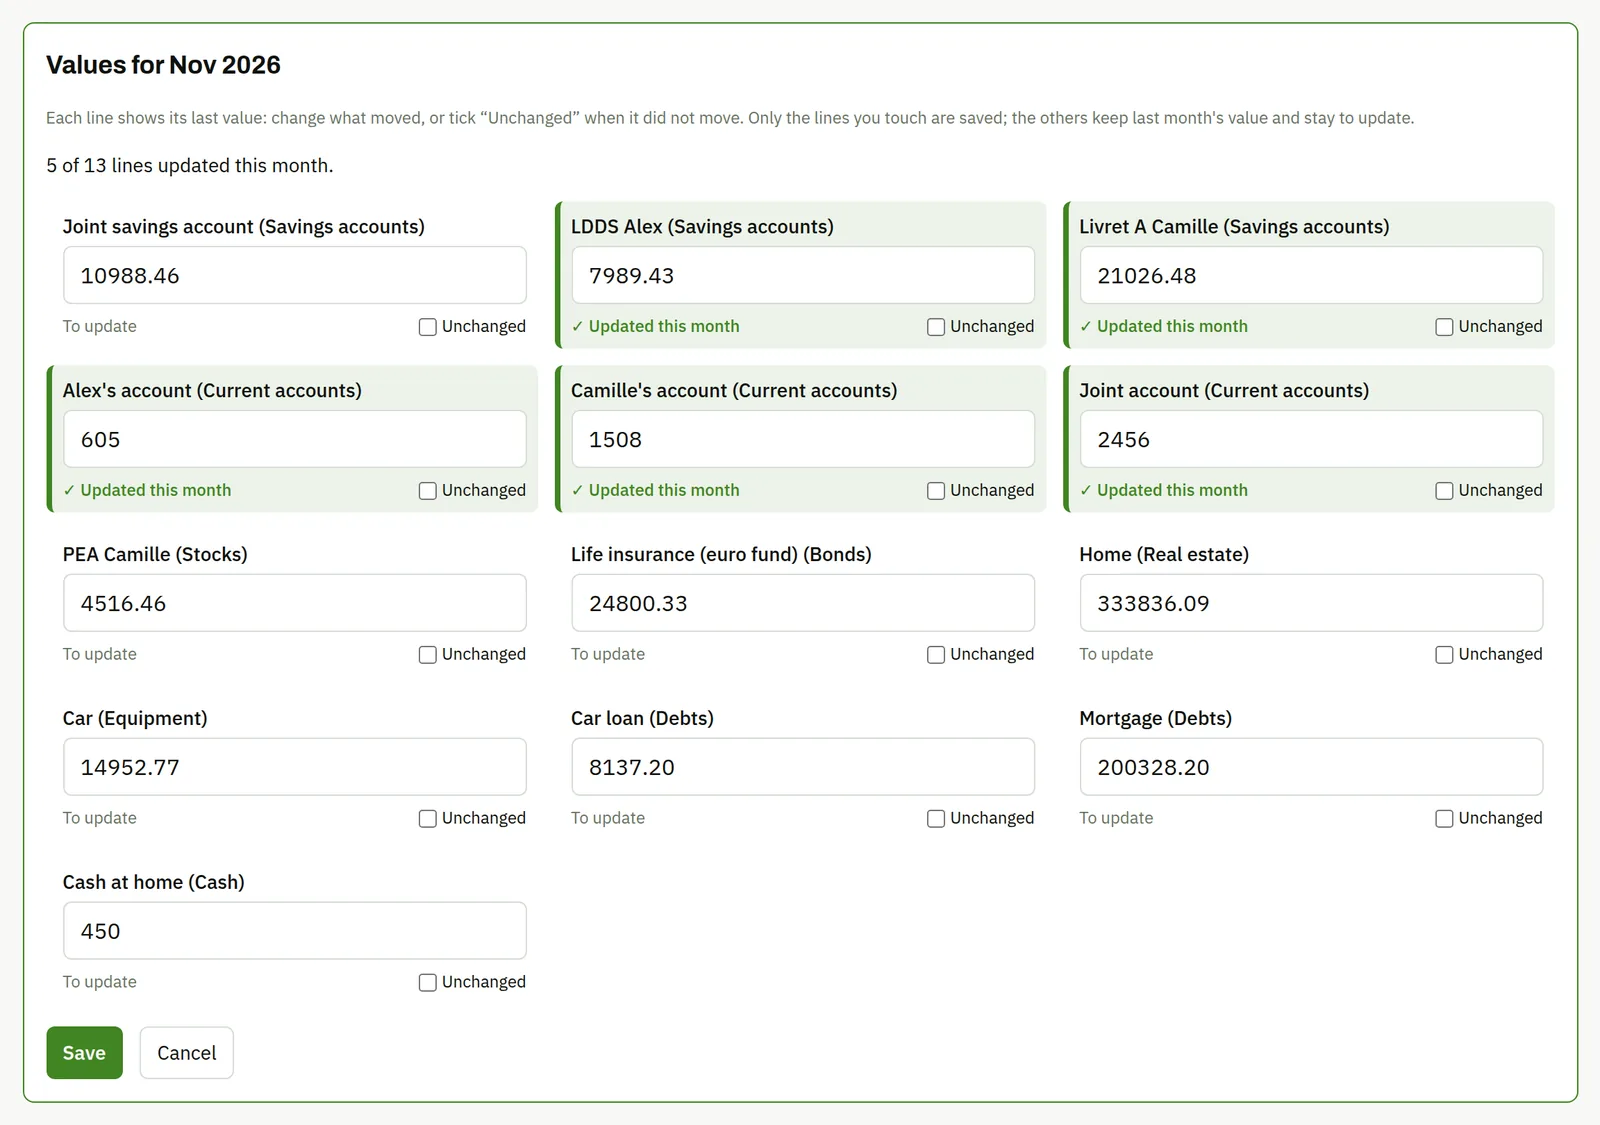 Values for Nov 2026
Each line shows its last value: change what moved, or tick “Unchanged” when it did not move. Only the lines you touch are saved; the others keep last month's value and stay to update.
5 of 13 lines updated this month.
Joint savings account (Savings accounts)
10988.46
To update
Unchanged
LDDS Alex (Savings accounts)
7989.43
✓ Updated this month
Unchanged
Livret A Camille (Savings accounts)
21026.48
✓ Updated this month
Unchanged
Alex's account (Current accounts)
605
✓ Updated this month
Unchanged
Camille's account (Current accounts)
1508
✓ Updated this month
Unchanged
Joint account (Current accounts)
2456
✓ Updated this month
Unchanged
PEA Camille (Stocks)
4516.46
To update
Unchanged
Life insurance (euro fund) (Bonds)
24800.33
To update
Unchanged
Home (Real estate)
333836.09
To update
Unchanged
Car (Equipment)
14952.77
To update
Unchanged
Car loan (Debts)
8137.20
To update
Unchanged
Mortgage (Debts)
200328.20
To update
Unchanged
Cash at home (Cash)
450
To update
Unchanged
Save
Cancel